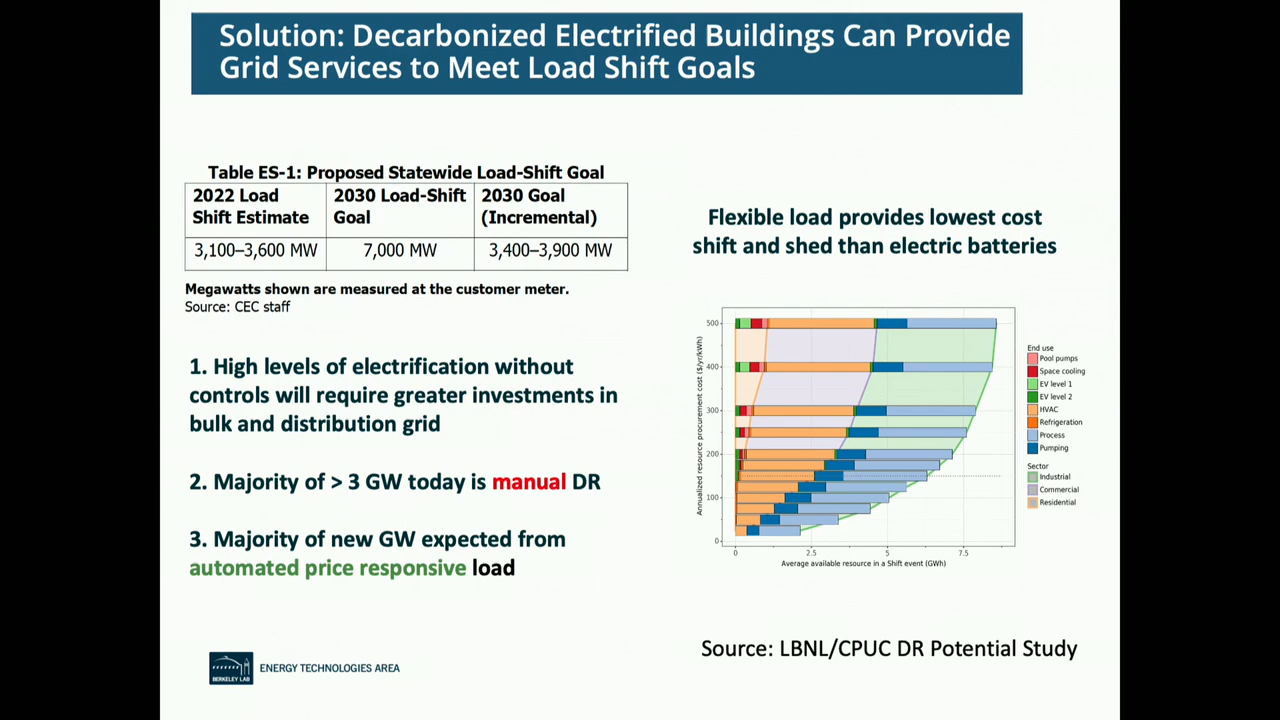 Solution: Decarbonized Electrified Buildings Can Provide
Grid Services to Meet Load Shift Goals
Table ES-1: Proposed Statewide Load-Shift Goal
2022 Load Shift Estimate
2030 Load-Shift Goal
2030 Goal (Incremental)
3,100–3,600 MW
7,000 MW
3,400–3,900 MW
Megawatts shown are measured at the customer meter.
Source: CEC staff
1. High levels of electrification without
controls will require greater investments in
bulk and distribution grid
2. Majority of > 3 GW today is manual DR
3. Majority of new GW expected from
automated price responsive load
Flexible load provides lowest cost
shift and shed than electric batteries
Annualized resource procurement cost ($/yr/kWh)
500
400
300
200
100
0
0
2.5
5
7.5
Average available resource in a Shift event (GWh)
End use
Pool pumps
Space cooling
EV level 1
EV level 2
HVAC
Refrigeration
Process
Pumping
Sector
Industrial
Commercial
Residential
Source: LBNL/CPUC DR Potential Study
BERKELEY LAB
ENERGY TECHNOLOGIES AREA